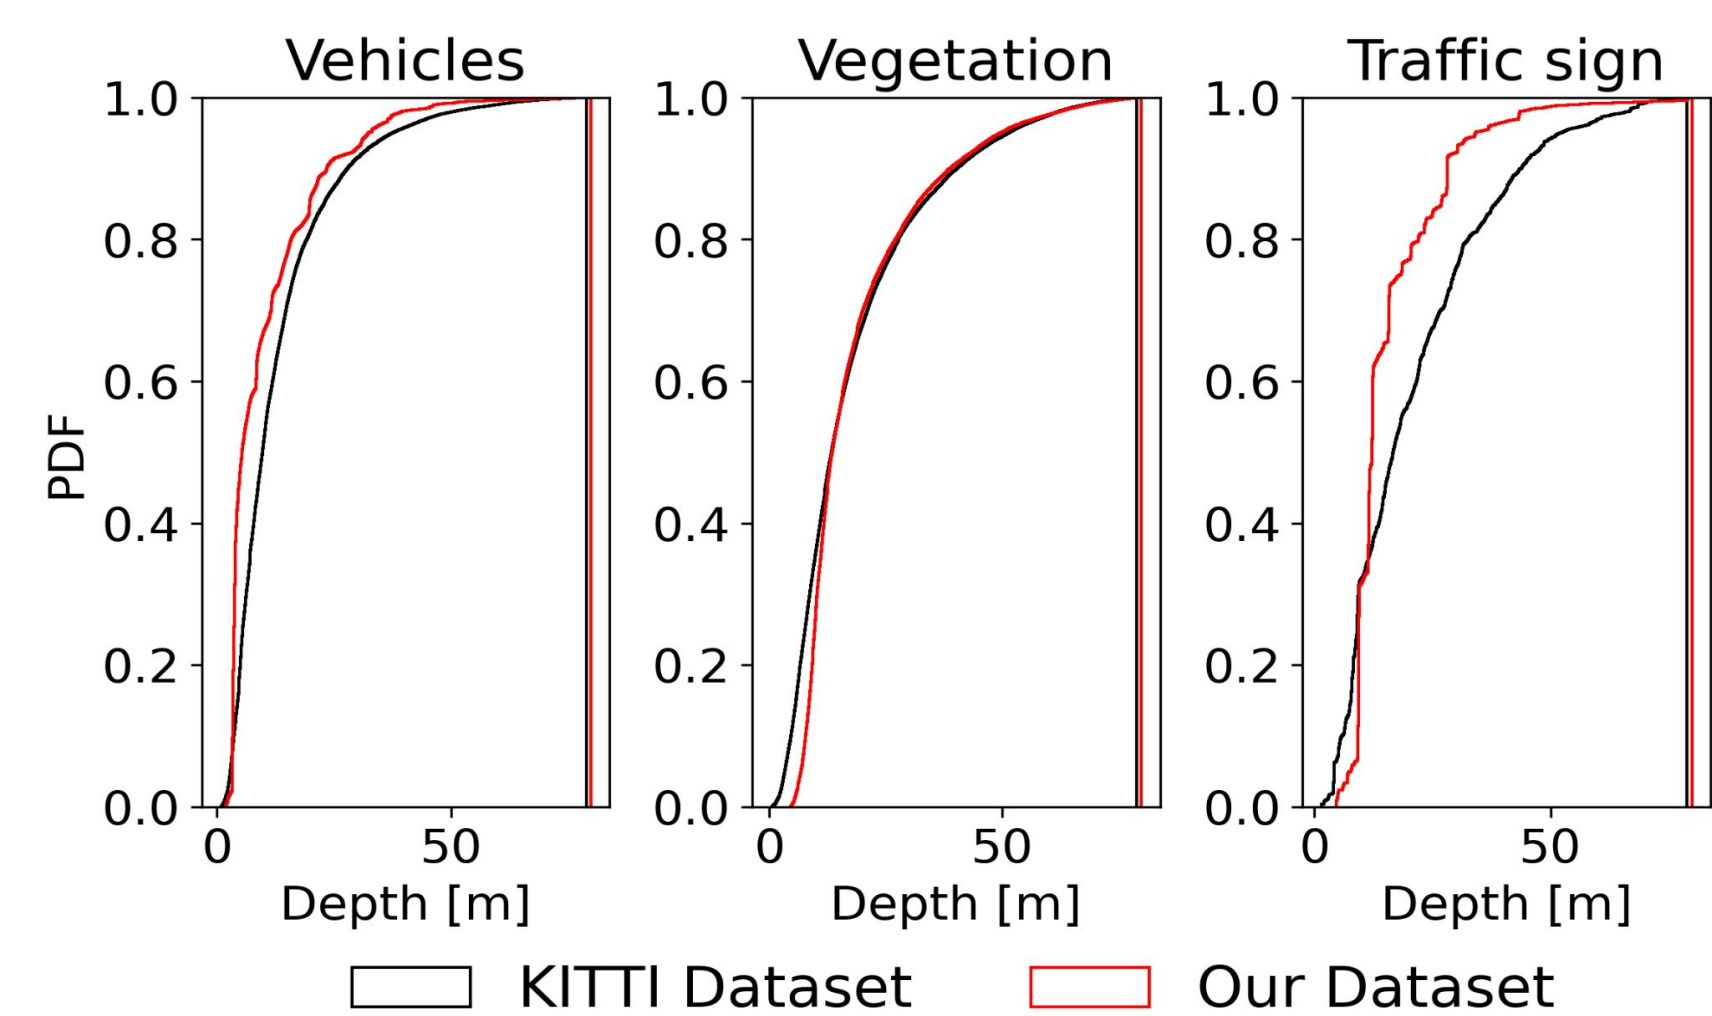 Vehicles Vegetation Traffic sign
1.0 1.0 1.0
0.8 0.8 0.8
0.6 0.6 0.6
PDF
0.4 0.4 0.4
0.2 0.2 0.2
0.0 0.0 0.0
0 50 0 50 0 50
Depth [m] Depth [m] Depth [m]
KITTI Dataset Our Dataset